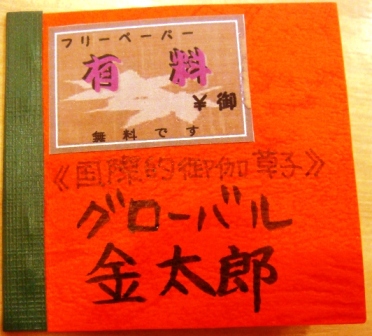 フリーペーパー
有料
御￥
無料です
《国際的御伽草子》
グローバル
金太郎